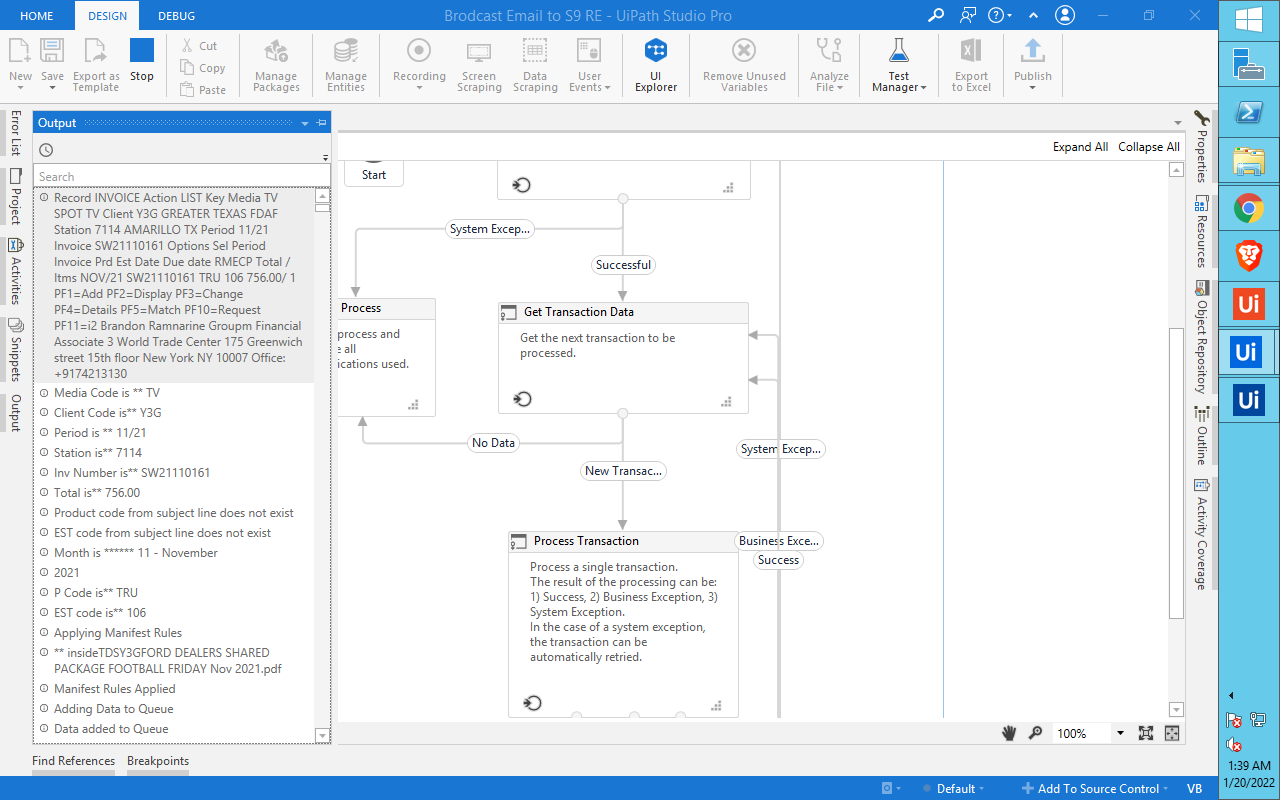 HOME DESIGN DEBUG Brodcast Email to S9 RE - UiPath Studio Pro
New Save Export as Template Stop Cut Copy Paste Manage Packages Manage Entities Recording Screen Scraping Data Scraping User Events UI Explorer Remove Unused Variables Analyze File Test Manager Export to Excel Publish
Error List
Project
Activities
Snippets
Output
Output
Search
Record INVOICE Action LIST Key Media TV
SPOT TV Client Y3G GREATER TEXAS FDAF
Station 7114 AMARILLO TX Period 11/21
Invoice SW21110161 Options Sel Period
Invoice Prd Est Date Due date RMECP Total /
Itms NOV/21 SW21110161 TRU 106 756.00/ 1
PF1=Add PF2=Display PF3=Change
PF4=Details PF5=Match PF10=Request
PF11=i2 Brandon Ramnarine Groupm Financial
Associate 3 World Trade Center 175 Greenwich
street 15th floor New York NY 10007 Office:
+9174213130
Media Code is ** TV
Client Code is** Y3G
Period is ** 11/21
Station is** 7114
Inv Number is** SW21110161
Total is** 756.00
Product code from subject line does not exist
EST code from subject line does not exist
Month is ****** 11 - November
2021
P Code is** TRU
EST code is** 106
Applying Manifest Rules
** insideTDSY3GFORD DEALERS SHARED
PACKAGE FOOTBALL FRIDAY Nov 2021.pdf
Manifest Rules Applied
Adding Data to Queue
Data added to Queue
Find References Breakpoints
Expand All Collapse All
Start
System Excep...
Successful
Process
process and
e all
ications used.
Get Transaction Data
Get the next transaction to be
processed.
No Data
System Excep...
New Transac...
Process Transaction
Business Exce...
Success
Process a single transaction.
The result of the processing can be:
1) Success, 2) Business Exception, 3)
System Exception.
In the case of a system exception,
the transaction can be
automatically retried.
100%
Properties
Resources
Object Repository
Outline
Activity Coverage
Default Add To Source Control VB
Ui
Ui
Ui
1:39 AM
1/20/2022